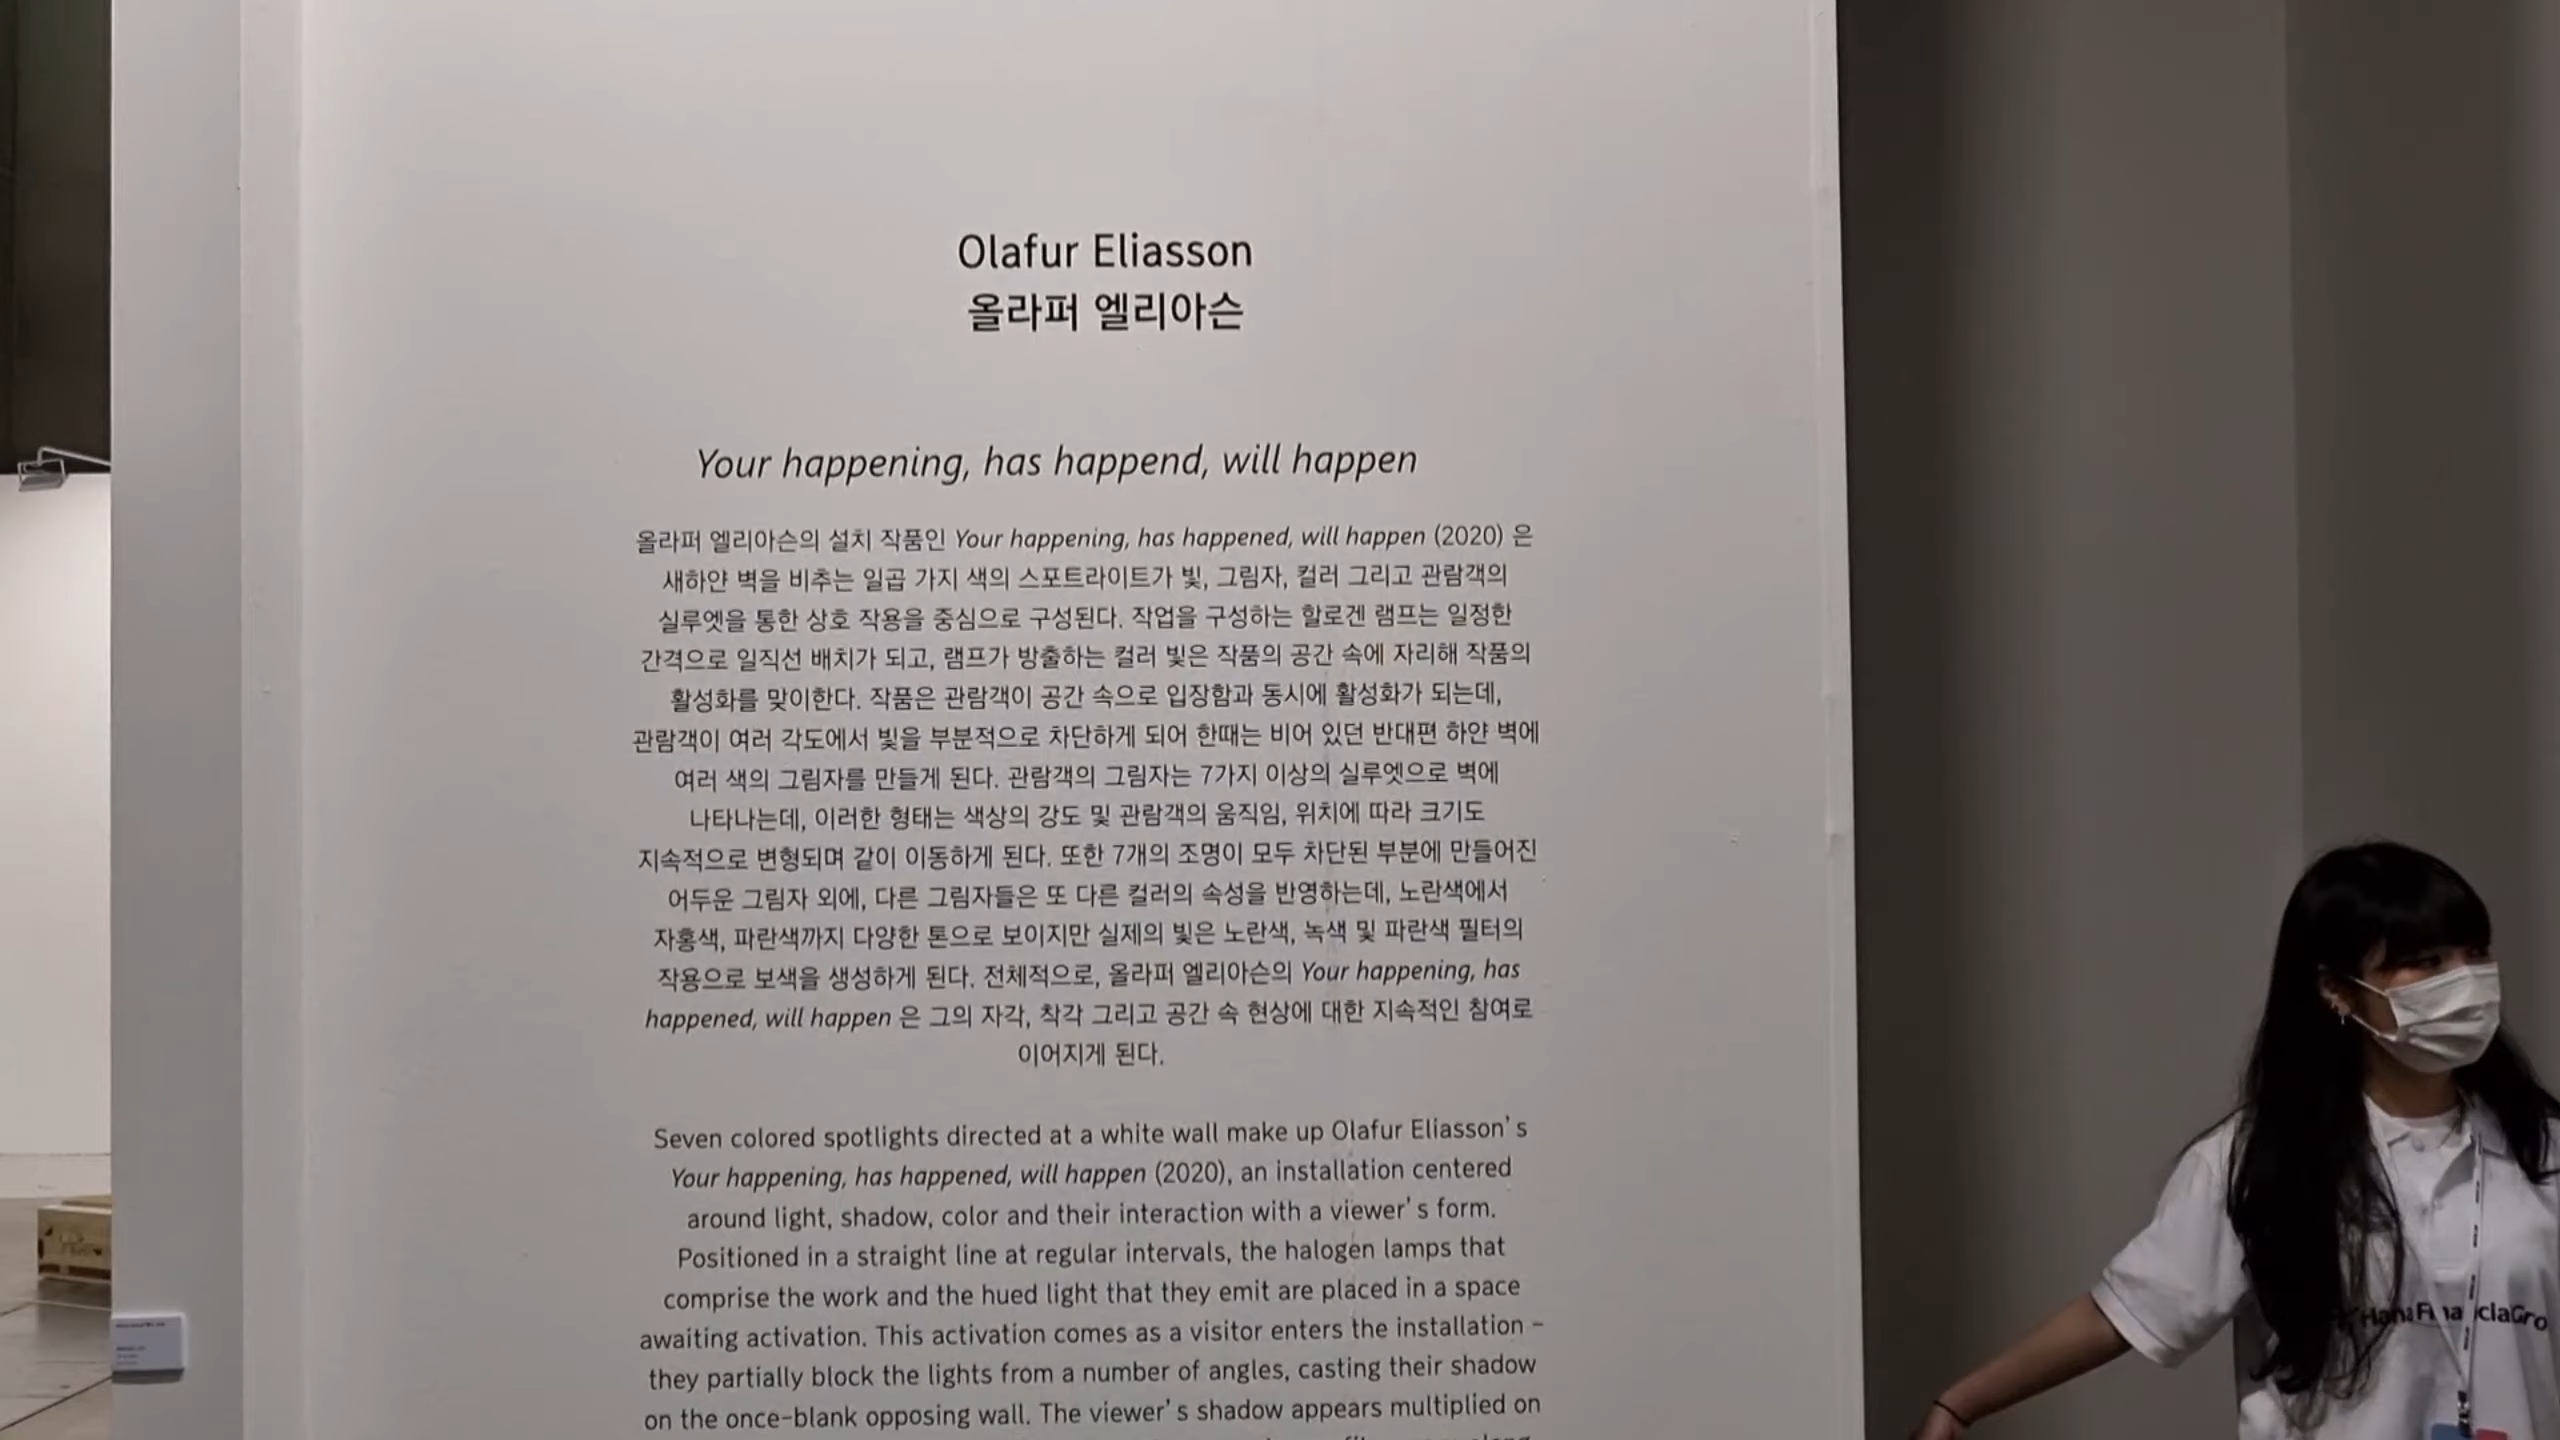 Olafur Eliasson
올라퍼 엘리아슨
Your happening, has happend, will happen
올라퍼 엘리아슨의 설치 작품인 Your happening, has happened, will happen (2020) 은
새하얀 벽을 비추는 일곱 가지 색의 스포트라이트가 빛, 그림자, 컬러 그리고 관람객의
실루엣을 통한 상호 작용을 중심으로 구성된다. 작업을 구성하는 할로겐 램프는 일정한
간격으로 일직선 배치가 되고, 램프가 방출하는 컬러 빛은 작품의 공간 속에 자리해 작품의
활성화를 맞이한다. 작품은 관람객이 공간 속으로 입장함과 동시에 활성화가 되는데,
관람객이 여러 각도에서 빛을 부분적으로 차단하게 되어 한때는 비어 있던 반대편 하얀 벽에
여러 색의 그림자를 만들게 된다. 관람객의 그림자는 7가지 이상의 실루엣으로 벽에
나타나는데, 이러한 형태는 색상의 강도 및 관람객의 움직임, 위치에 따라 크기도
지속적으로 변형되며 같이 이동하게 된다. 또한 7개의 조명이 모두 차단된 부분에 만들어진
어두운 그림자 외에, 다른 그림자들은 또 다른 컬러의 속성을 반영하는데, 노란색에서
자홍색, 파란색까지 다양한 톤으로 보이지만 실제의 빛은 노란색, 녹색 및 파란색 필터의
작용으로 보색을 생성하게 된다. 전체적으로, 올라퍼 엘리아슨의 Your happening, has
happened, will happen 은 그의 자각, 착각 그리고 공간 속 현상에 대한 지속적인 참여로
이어지게 된다.
Seven colored spotlights directed at a white wall make up Olafur Eliasson's
Your happening, has happened, will happen (2020), an installation centered
around light, shadow, color and their interaction with a viewer's form.
Positioned in a straight line at regular intervals, the halogen lamps that
comprise the work and the hued light that they emit are placed in a space
awaiting activation. This activation comes as a visitor enters the installation –
they partially block the lights from a number of angles, casting their shadow
on the once-blank opposing wall. The viewer's shadow appears multiplied on